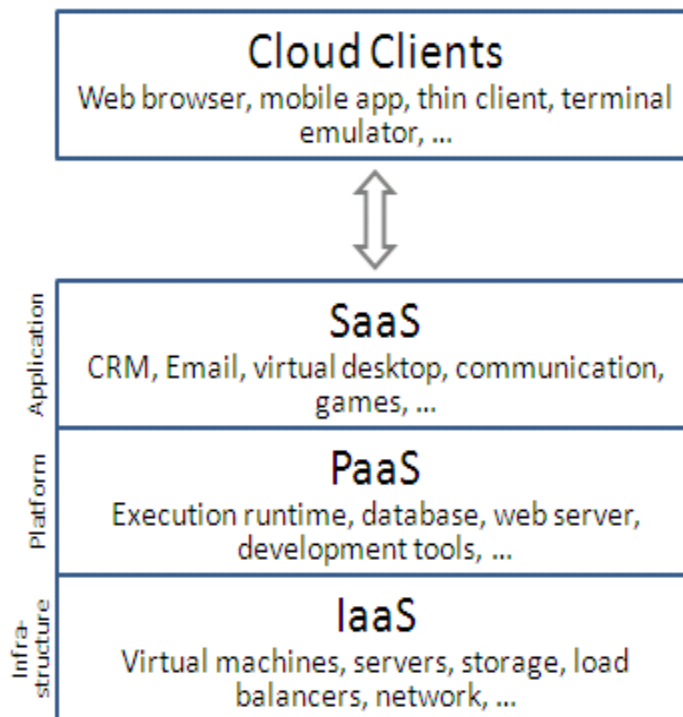 Cloud Clients
Web browser, mobile app, thin client, terminal
emulator, ...
Application
SaaS
CRM, Email, virtual desktop, communication,
games, ...
Platform
PaaS
Execution runtime, database, web server,
development tools, ...
Infra-
structure
IaaS
Virtual machines, servers, storage, load
balancers, network, ...